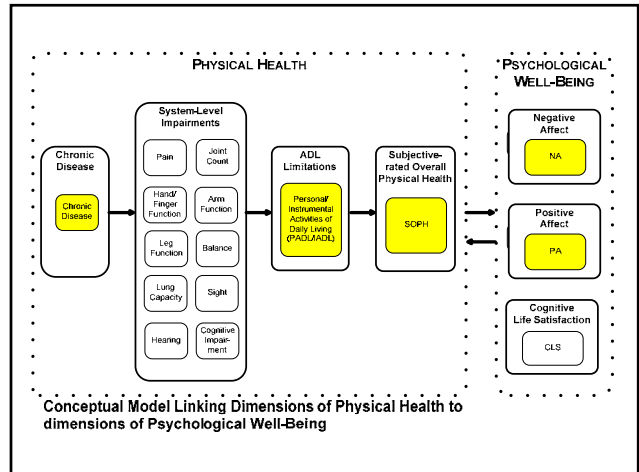 PHYSICAL HEALTH
PSYCHOLOGICAL
WELL-BEING
Chronic
Disease
Chronic
Disease
System-Level
Impairments
Pain
Joint
Count
Hand/
Finger
Function
Arm
Function
Leg
Function
Balance
Lung
Capacity
Sight
Hearing
Cognitive
Impair-
ment
ADL
Limitations
Personal/
Instrumental
Activities of
Daily Living
(PADL/IADL)
Subjective-
rated Overall
Physical Health
SOPH
Negative
Affect
NA
Positive
Affect
PA
Cognitive
Life Satisfaction
CLS
Conceptual Model Linking Dimensions of Physical Health to
dimensions of Psychological Well-Being